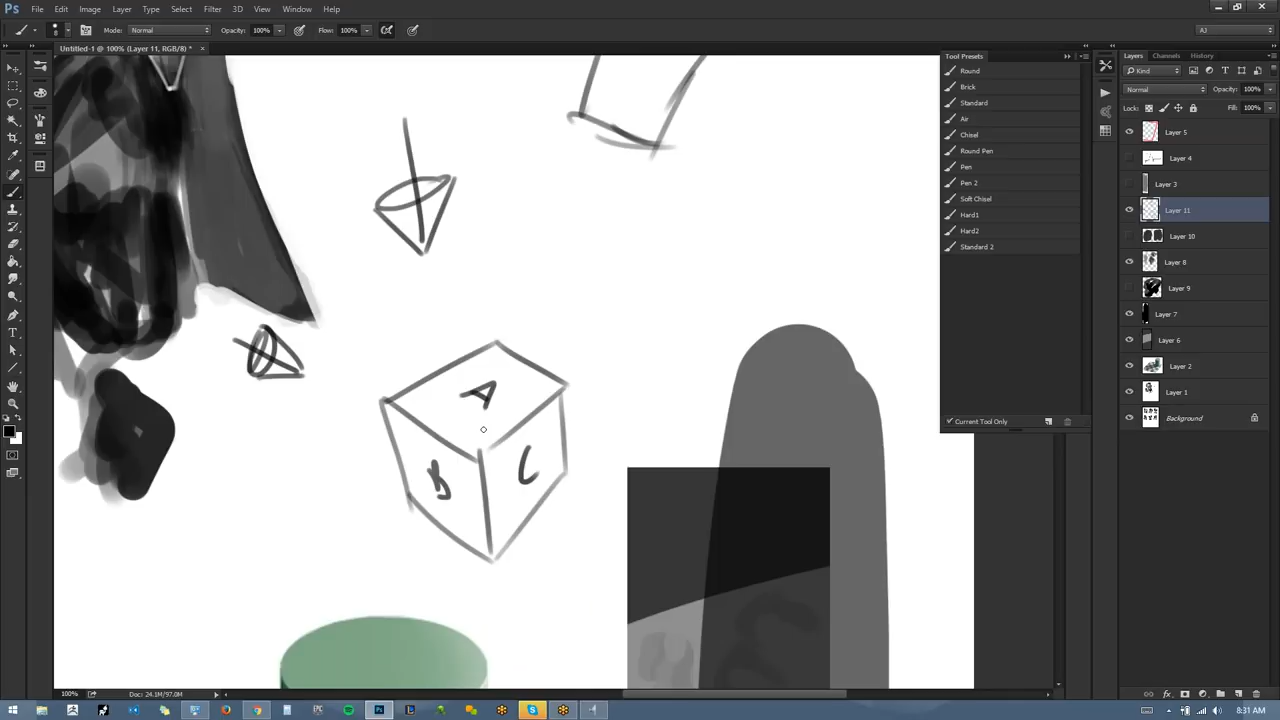 Ps File Edit Image Layer Type Select Filter 3D View Window Help
8 Mode: Normal Opacity: 100% Flow: 100% AJ
Untitled-1 @ 100% (Layer 11, RGB/8) * ×
Tool Presets
Round
Brick
Standard
Air
Chisel
Round Pen
Pen
Pen 2
Soft Chisel
Hard1
Hard2
Standard 2
Current Tool Only
Layers Channels History
Kind
Normal Opacity: 100%
Lock: Fill: 100%
Layer 5
Layer 4
Layer 3
Layer 11
Layer 10
Layer 8
Layer 9
Layer 7
Layer 6
Layer 2
Layer 1
Background
A
B
C
100% Doc: 24.1M/97.0M
8:31 AM